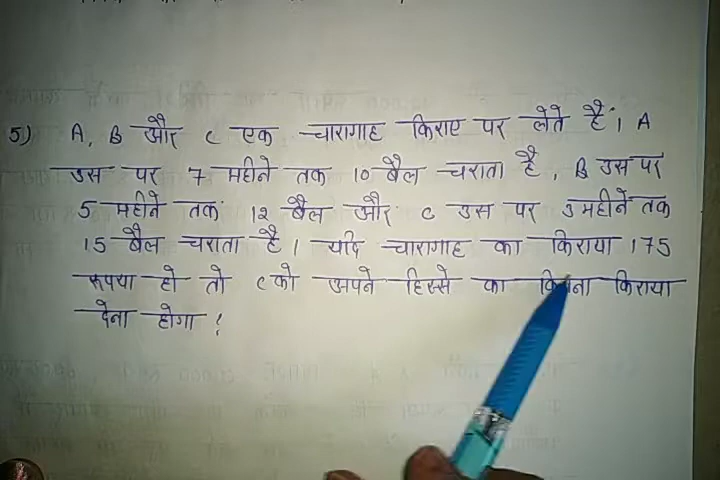 5) A, B और C एक चारागाह किराए पर लेते हैं। A
उस पर 7 महीने तक 10 बैल चराता है, B उस पर
5 महीने तक 12 बैल और C उस पर 3 महीने तक
15 बैल चराता है। यदि चारागाह का किराया 175
रूपया हो तो C को अपने हिस्से का कितना किराया
देना होगा?